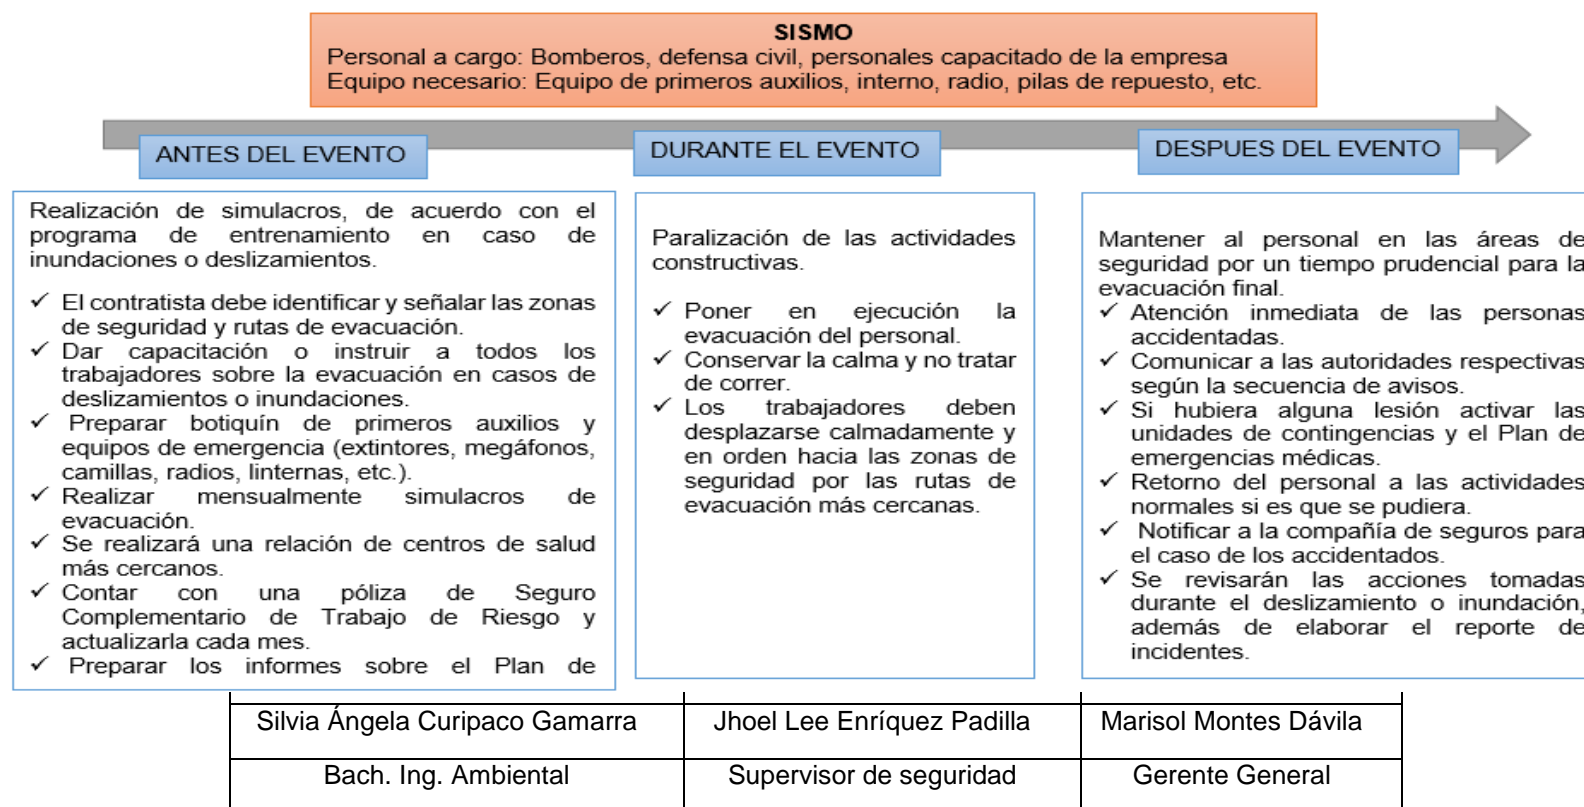 SISMO
Personal a cargo: Bomberos, defensa civil, personales capacitado de la empresa
Equipo necesario: Equipo de primeros auxilios, interno, radio, pilas de repuesto, etc.
ANTES DEL EVENTO
Realización de simulacros, de acuerdo con el
programa de entrenamiento en caso de
inundaciones o deslizamientos.
✓ El contratista debe identificar y señalar las zonas
de seguridad y rutas de evacuación.
✓ Dar capacitación o instruir a todos los
trabajadores sobre la evacuación en casos de
deslizamientos o inundaciones.
✓ Preparar botiquín de primeros auxilios y
equipos de emergencia (extintores, megáfonos,
camillas, radios, linternas, etc.).
✓ Realizar mensualmente simulacros de
evacuación.
✓ Se realizará una relación de centros de salud
más cercanos.
✓ Contar con una póliza de Seguro
Complementario de Trabajo de Riesgo y
actualizarla cada mes.
✓ Preparar los informes sobre el Plan de
DURANTE EL EVENTO
Paralización de las actividades
constructivas.
✓ Poner en ejecución la
evacuación del personal.
✓ Conservar la calma y no tratar
de correr.
✓ Los trabajadores deben
desplazarse calmadamente y
en orden hacia las zonas de
seguridad por las rutas de
evacuación más cercanas.
DESPUES DEL EVENTO
Mantener al personal en las áreas de
seguridad por un tiempo prudencial para la
evacuación final.
✓ Atención inmediata de las personas
accidentadas.
✓ Comunicar a las autoridades respectivas
según la secuencia de avisos.
✓ Si hubiera alguna lesión activar las
unidades de contingencias y el Plan de
emergencias médicas.
✓ Retorno del personal a las actividades
normales si es que se pudiera.
✓ Notificar a la compañía de seguros para
el caso de los accidentados.
✓ Se revisarán las acciones tomadas
durante el deslizamiento o inundación,
además de elaborar el reporte de
incidentes.
Silvia Ángela Curipaco Gamarra Jhoel Lee Enríquez Padilla Marisol Montes Dávila
Bach. Ing. Ambiental Supervisor de seguridad Gerente General